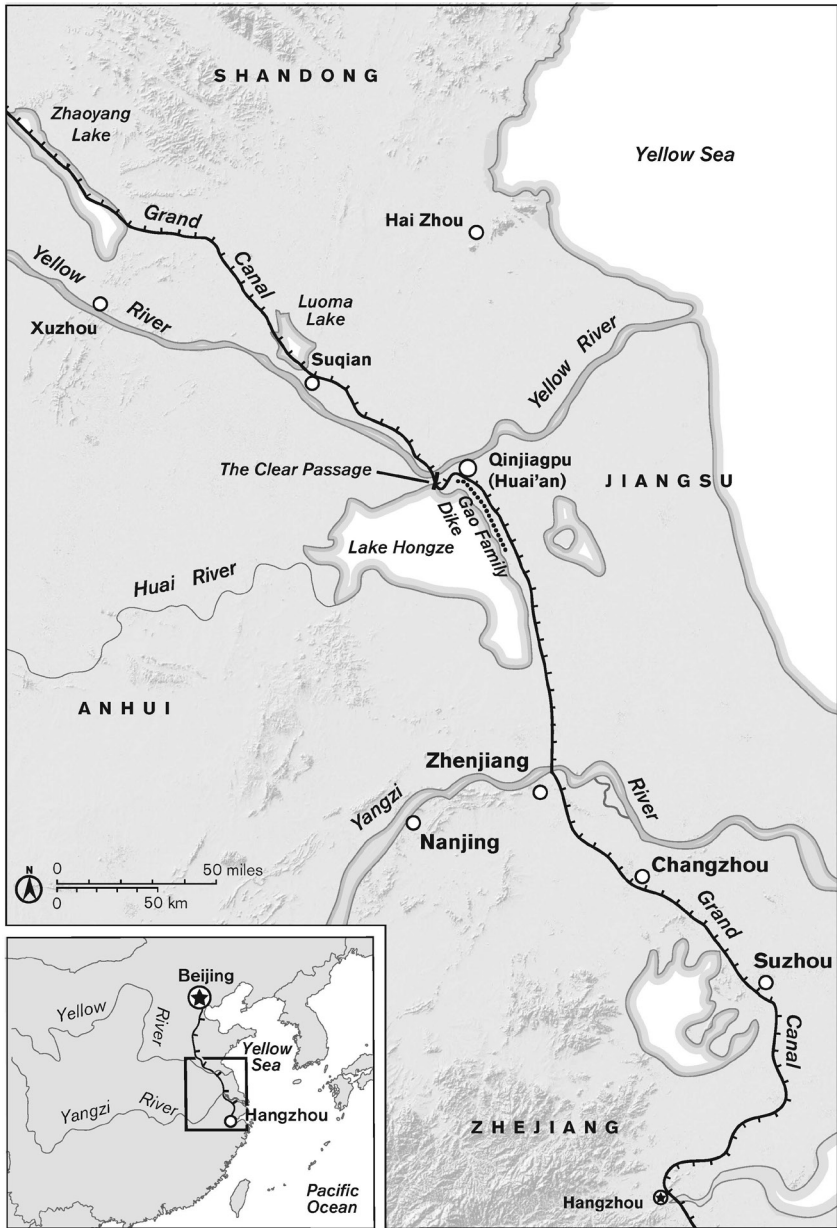 SHANDONG
Zhaoyang
Lake
Yellow Sea
Grand
Canal
Hai Zhou
Yellow
River
Xuzhou
Luoma
Lake
Suqian
Yellow River
The Clear Passage
Qinjiagpu
(Huai'an)
JIANGSU
Gao Family
Dike
Lake Hongze
Huai River
ANHUI
Zhenjiang
Yangzi
River
Nanjing
Changzhou
N
0
50 miles
0
50 km
Grand
Canal
Suzhou
ZHEJIANG
Hangzhou
Beijing
Yellow
River
Yellow
Sea
Yangzi
River
Hangzhou
Pacific
Ocean